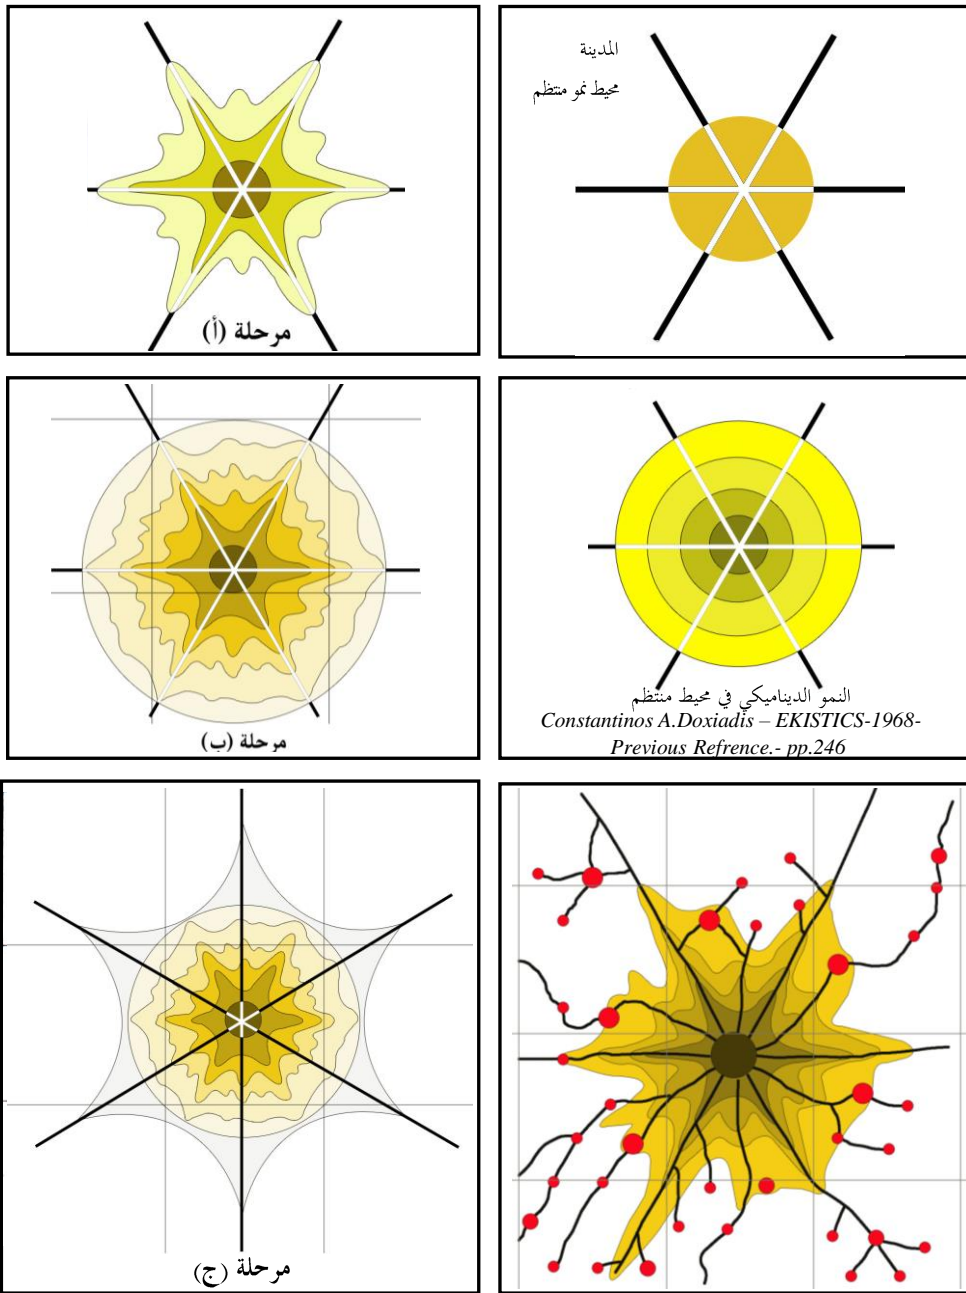 المدينة
محيط نمو منتظم
مرحلة (أ)
النمو الديناميكي في محيط منتظم
Constantinos A.Doxiadis – EKISTICS-1968-
Previous Refrence.- pp.246
مرحلة (ب)
مرحلة (ج)